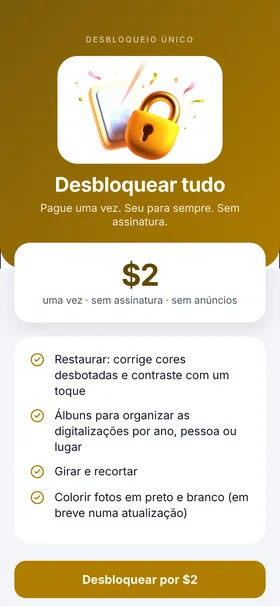 DESBLOQUEIO ÚNICO
Desbloquear tudo
Pague uma vez. Seu para sempre. Sem
assinatura.
$2
uma vez · sem assinatura · sem anúncios
Restaurar: corrige cores
desbotadas e contraste com um
toque
Álbuns para organizar as
digitalizações por ano, pessoa ou
lugar
Girar e recortar
Colorir fotos em preto e branco (em
breve numa atualização)
Desbloquear por $2